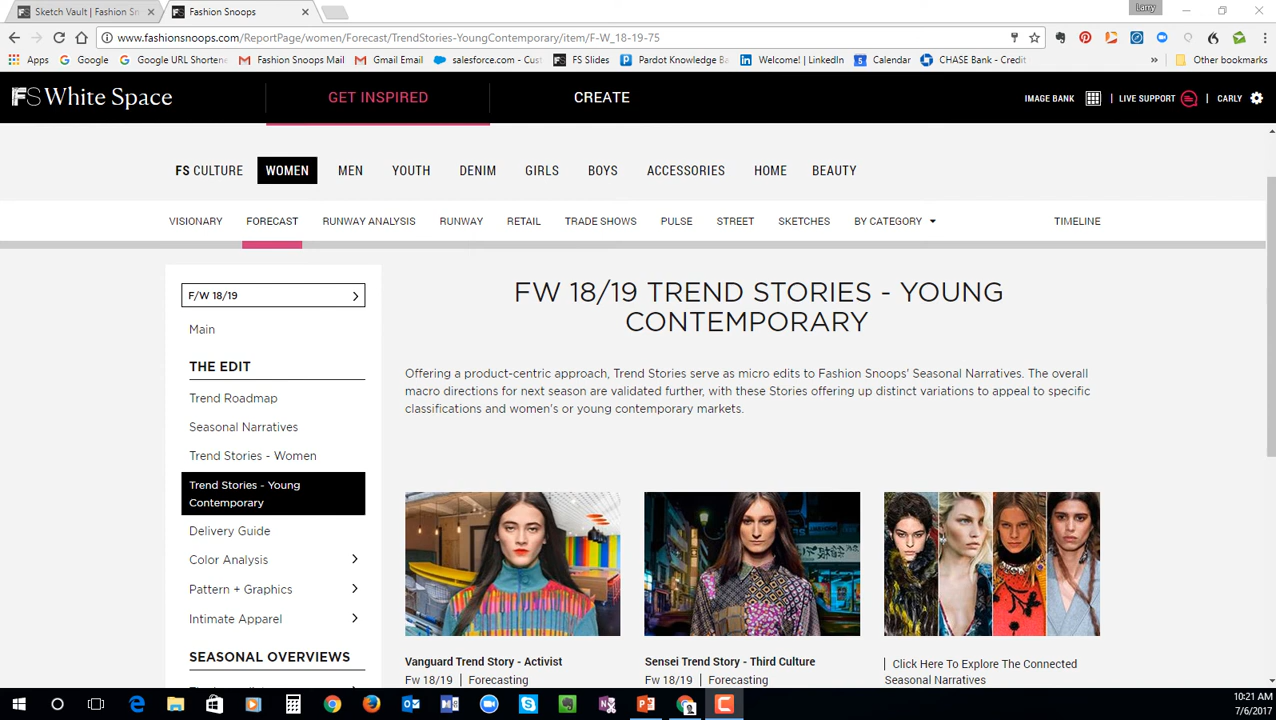 Larry
Sketch Vault | Fashion Sn
Fashion Snoops
www.fashionsnoops.com/ReportPage/women/Forecast/TrendStories-YoungContemporary/item/F-W_18-19-75
Apps
Google
Google URL Shortene
Fashion Snoops Mail
Gmail Email
salesforce.com - Cust
FS Slides
Pardot Knowledge Ba
Welcome! | LinkedIn
Calendar
CHASE Bank - Credit
»
Other bookmarks
FS White Space
GET INSPIRED
CREATE
IMAGE BANK
LIVE SUPPORT
CARLY
FS CULTURE
WOMEN
MEN
YOUTH
DENIM
GIRLS
BOYS
ACCESSORIES
HOME
BEAUTY
VISIONARY
FORECAST
RUNWAY ANALYSIS
RUNWAY
RETAIL
TRADE SHOWS
PULSE
STREET
SKETCHES
BY CATEGORY
TIMELINE
F/W 18/19
Main
THE EDIT
Trend Roadmap
Seasonal Narratives
Trend Stories - Women
Trend Stories - Young
Contemporary
Delivery Guide
Color Analysis
Pattern + Graphics
Intimate Apparel
SEASONAL OVERVIEWS
FW 18/19 TREND STORIES - YOUNG
CONTEMPORARY
Offering a product-centric approach, Trend Stories serve as micro edits to Fashion Snoops' Seasonal Narratives. The overall
macro directions for next season are validated further, with these Stories offering up distinct variations to appeal to specific
classifications and women's or young contemporary markets.
Vanguard Trend Story - Activist
Fw 18/19 | Forecasting
Sensei Trend Story - Third Culture
Fw 18/19 | Forecasting
| Click Here To Explore The Connected
Seasonal Narratives
10:21 AM
7/6/2017